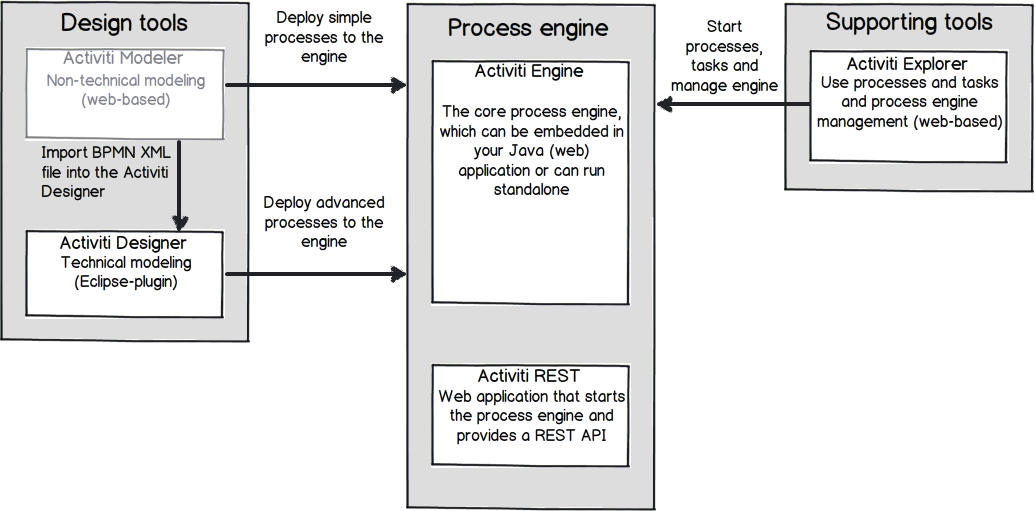 Design tools
Activiti Modeler
Non-technical modeling
(web-based)
Import BPMN XML
file into the Activiti
Designer
Activiti Designer
Technical modeling
(Eclipse-plugin)
Deploy simple
processes to the
engine
Deploy advanced
processes to the
engine
Process engine
Activiti Engine
The core process engine,
which can be embedded in
your Java (web)
application or can run
standalone
Activiti REST
Web application that starts
the process engine and
provides a REST API
Start
processes,
tasks and
manage engine
Supporting tools
Activiti Explorer
Use processes and tasks
and process engine
management (web-based)